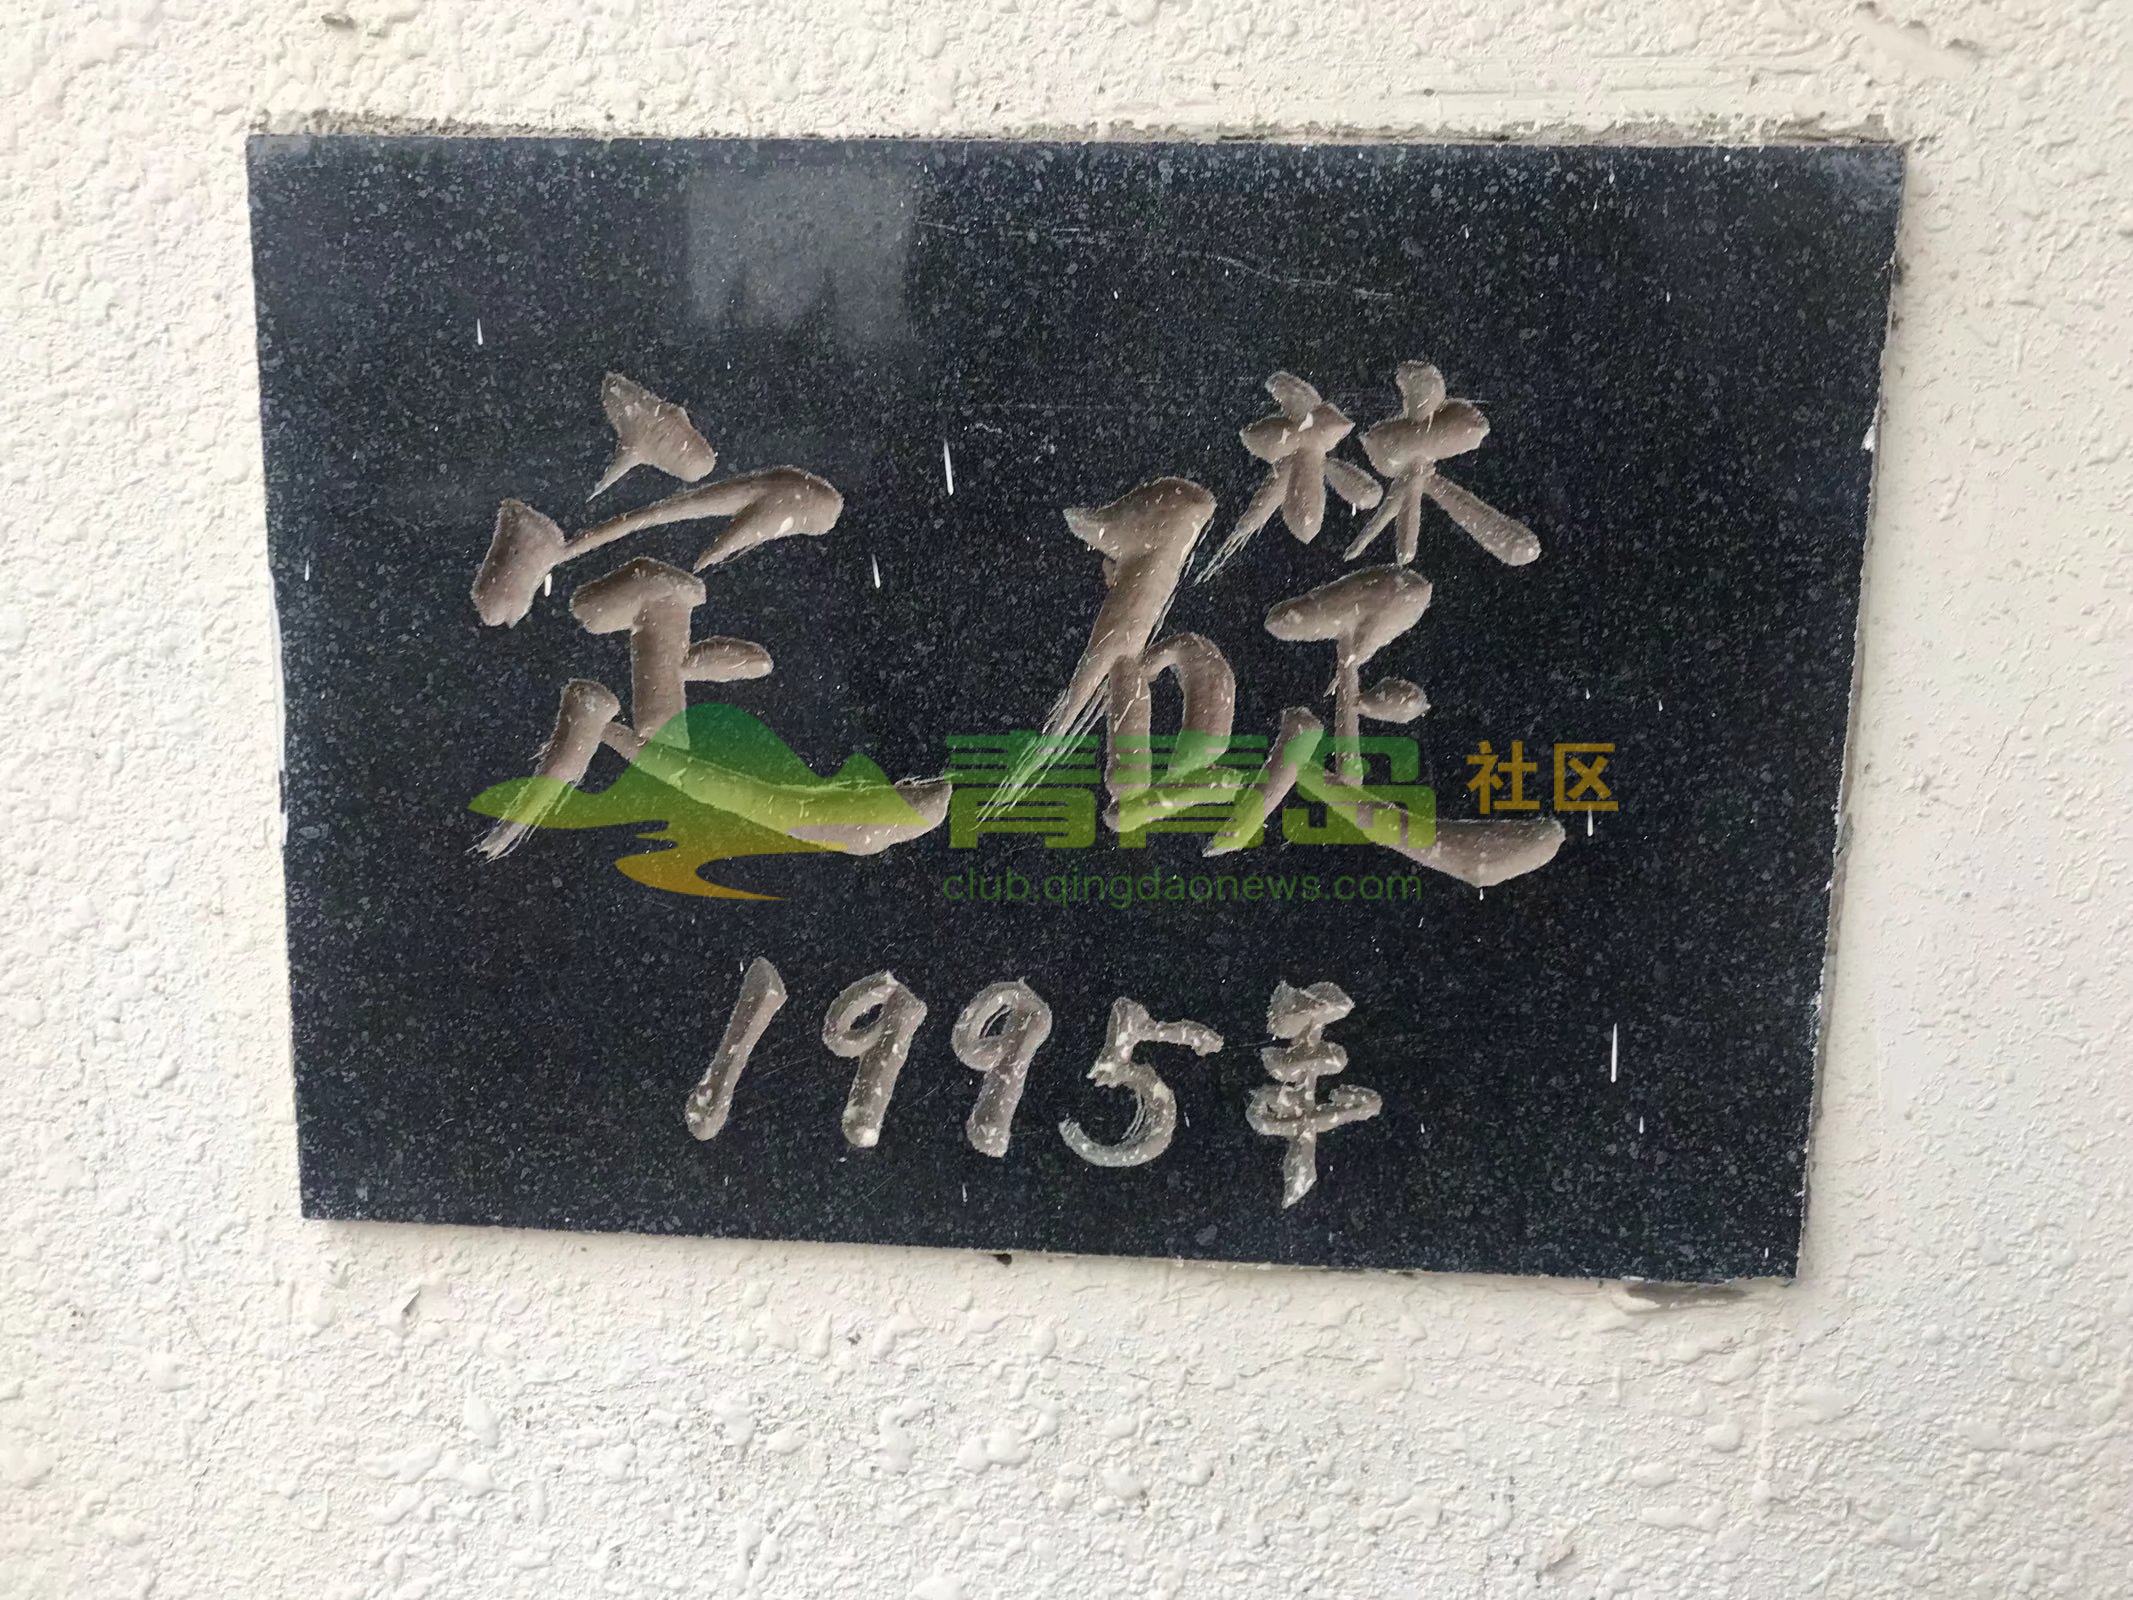 定礎
青青岛 社区
club.qingdaonews.com
1995年